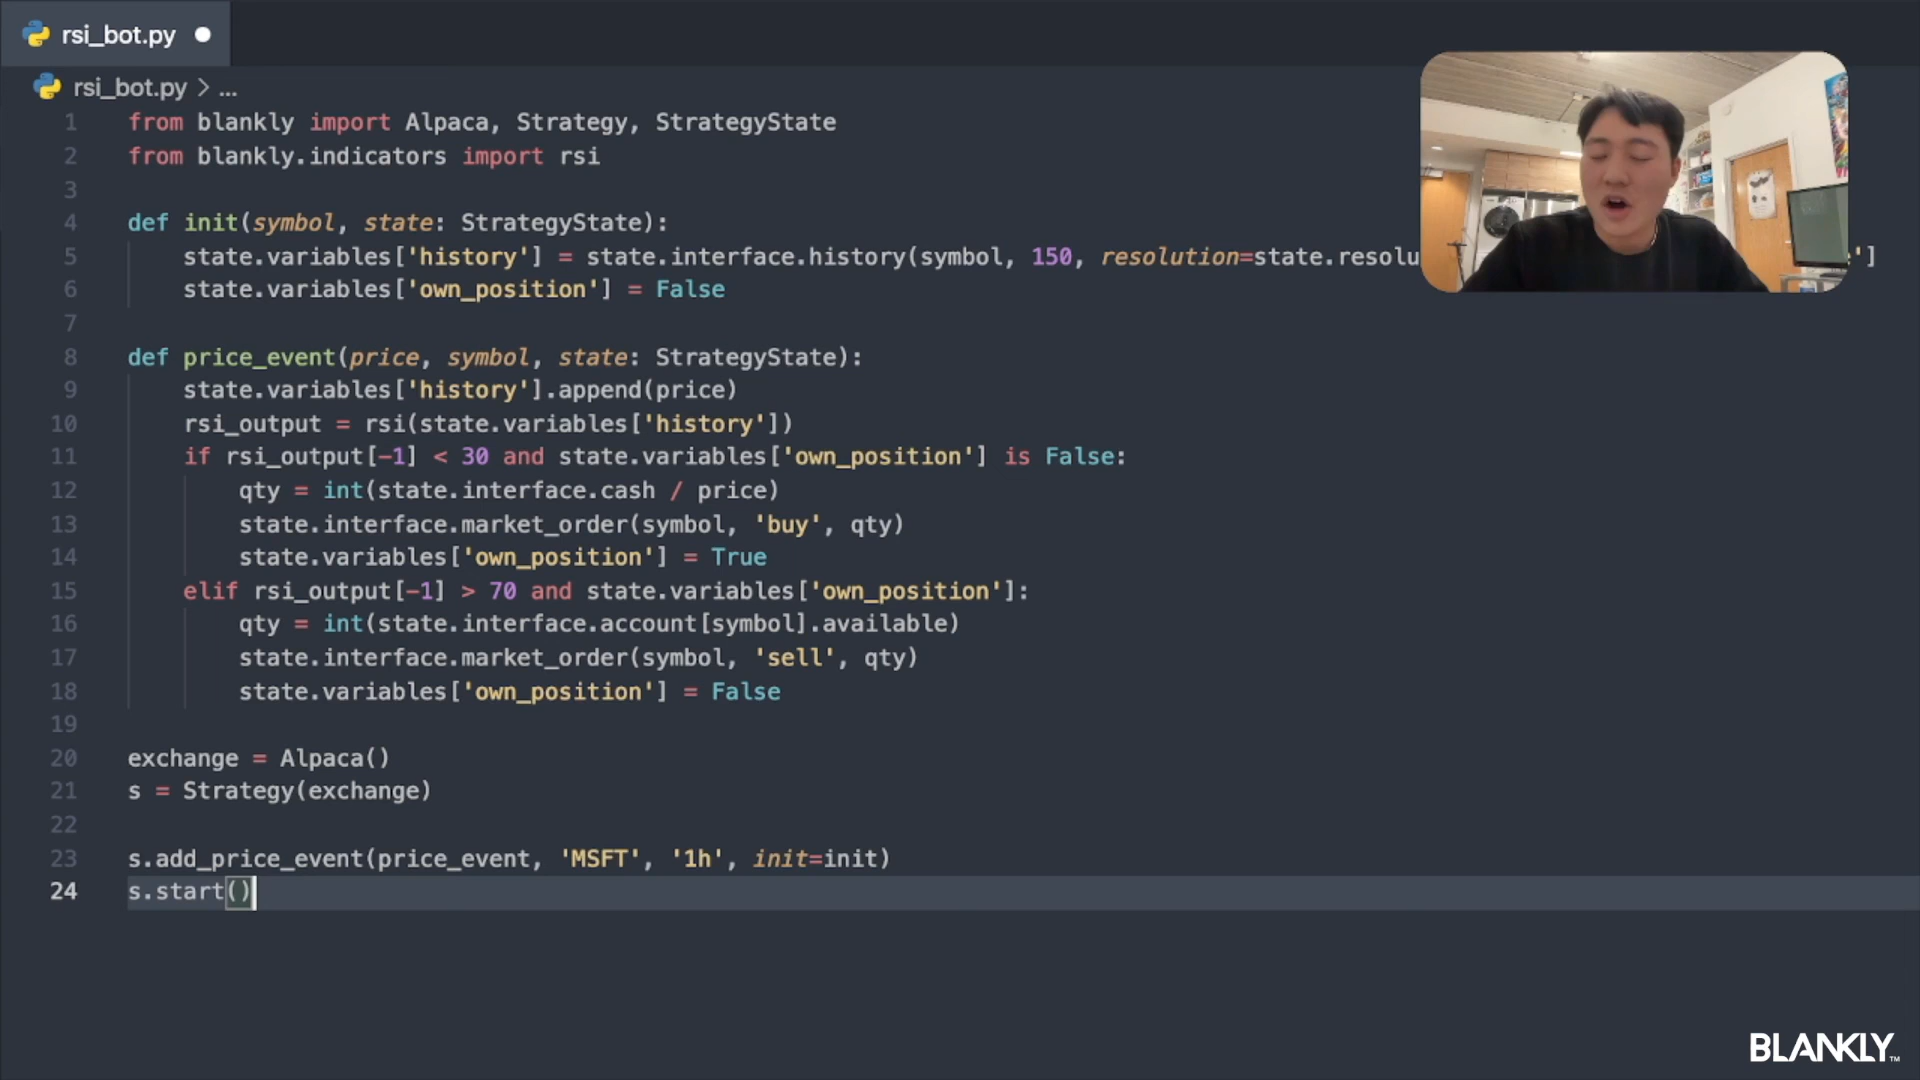 rsi_bot.py
rsi_bot.py > ...
1 from blankly import Alpaca, Strategy, StrategyState
2 from blankly.indicators import rsi
3
4 def init(symbol, state: StrategyState):
5 state.variables['history'] = state.interface.history(symbol, 150, resolution=state.resolu ']
6 state.variables['own_position'] = False
7
8 def price_event(price, symbol, state: StrategyState):
9 state.variables['history'].append(price)
10 rsi_output = rsi(state.variables['history'])
11 if rsi_output[-1] < 30 and state.variables['own_position'] is False:
12 qty = int(state.interface.cash / price)
13 state.interface.market_order(symbol, 'buy', qty)
14 state.variables['own_position'] = True
15 elif rsi_output[-1] > 70 and state.variables['own_position']:
16 qty = int(state.interface.account[symbol].available)
17 state.interface.market_order(symbol, 'sell', qty)
18 state.variables['own_position'] = False
19
20 exchange = Alpaca()
21 s = Strategy(exchange)
22
23 s.add_price_event(price_event, 'MSFT', '1h', init=init)
24 s.start()
BLANKLY™